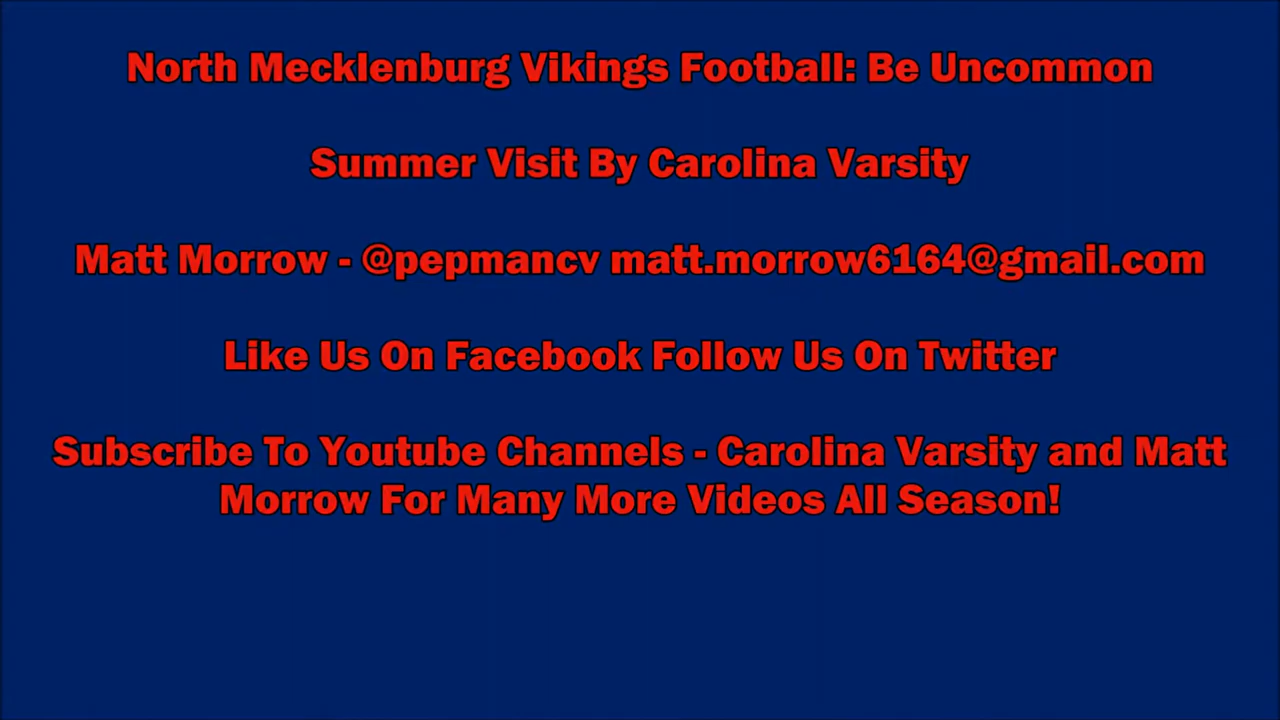 North Mecklenburg Vikings Football: Be Uncommon
Summer Visit By Carolina Varsity
Matt Morrow - @pepmancv matt.morrow6164@gmail.com
Like Us On Facebook Follow Us On Twitter
Subscribe To Youtube Channels - Carolina Varsity and Matt
Morrow For Many More Videos All Season!